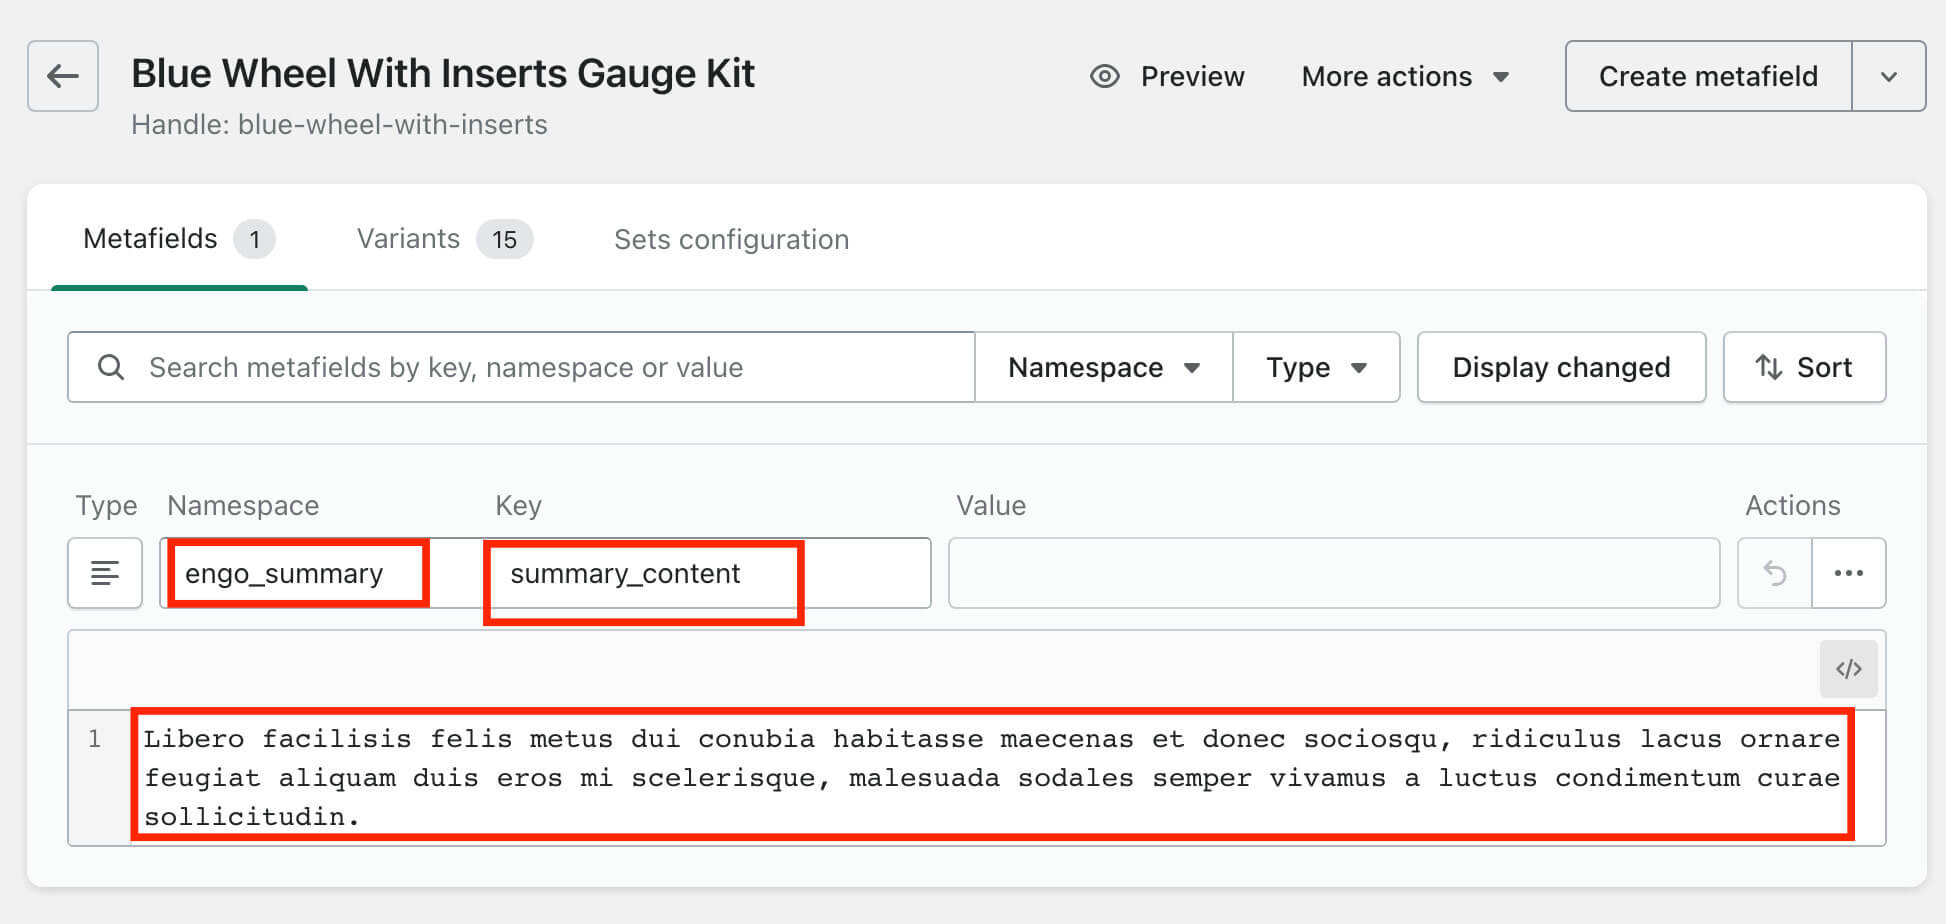 Blue Wheel With Inserts Gauge Kit
Handle: blue-wheel-with-inserts
Preview
More actions
Create metafield
Metafields 1
Variants 15
Sets configuration
Search metafields by key, namespace or value
Namespace
Type
Display changed
Sort
Type
Namespace
Key
Value
Actions
engo_summary
summary_content
</>
1
Libero facilisis felis metus dui conubia habitasse maecenas et donec sociosqu, ridiculus lacus ornare
feugiat aliquam duis eros mi scelerisque, malesuada sodales semper vivamus a luctus condimentum curae
sollicitudin.